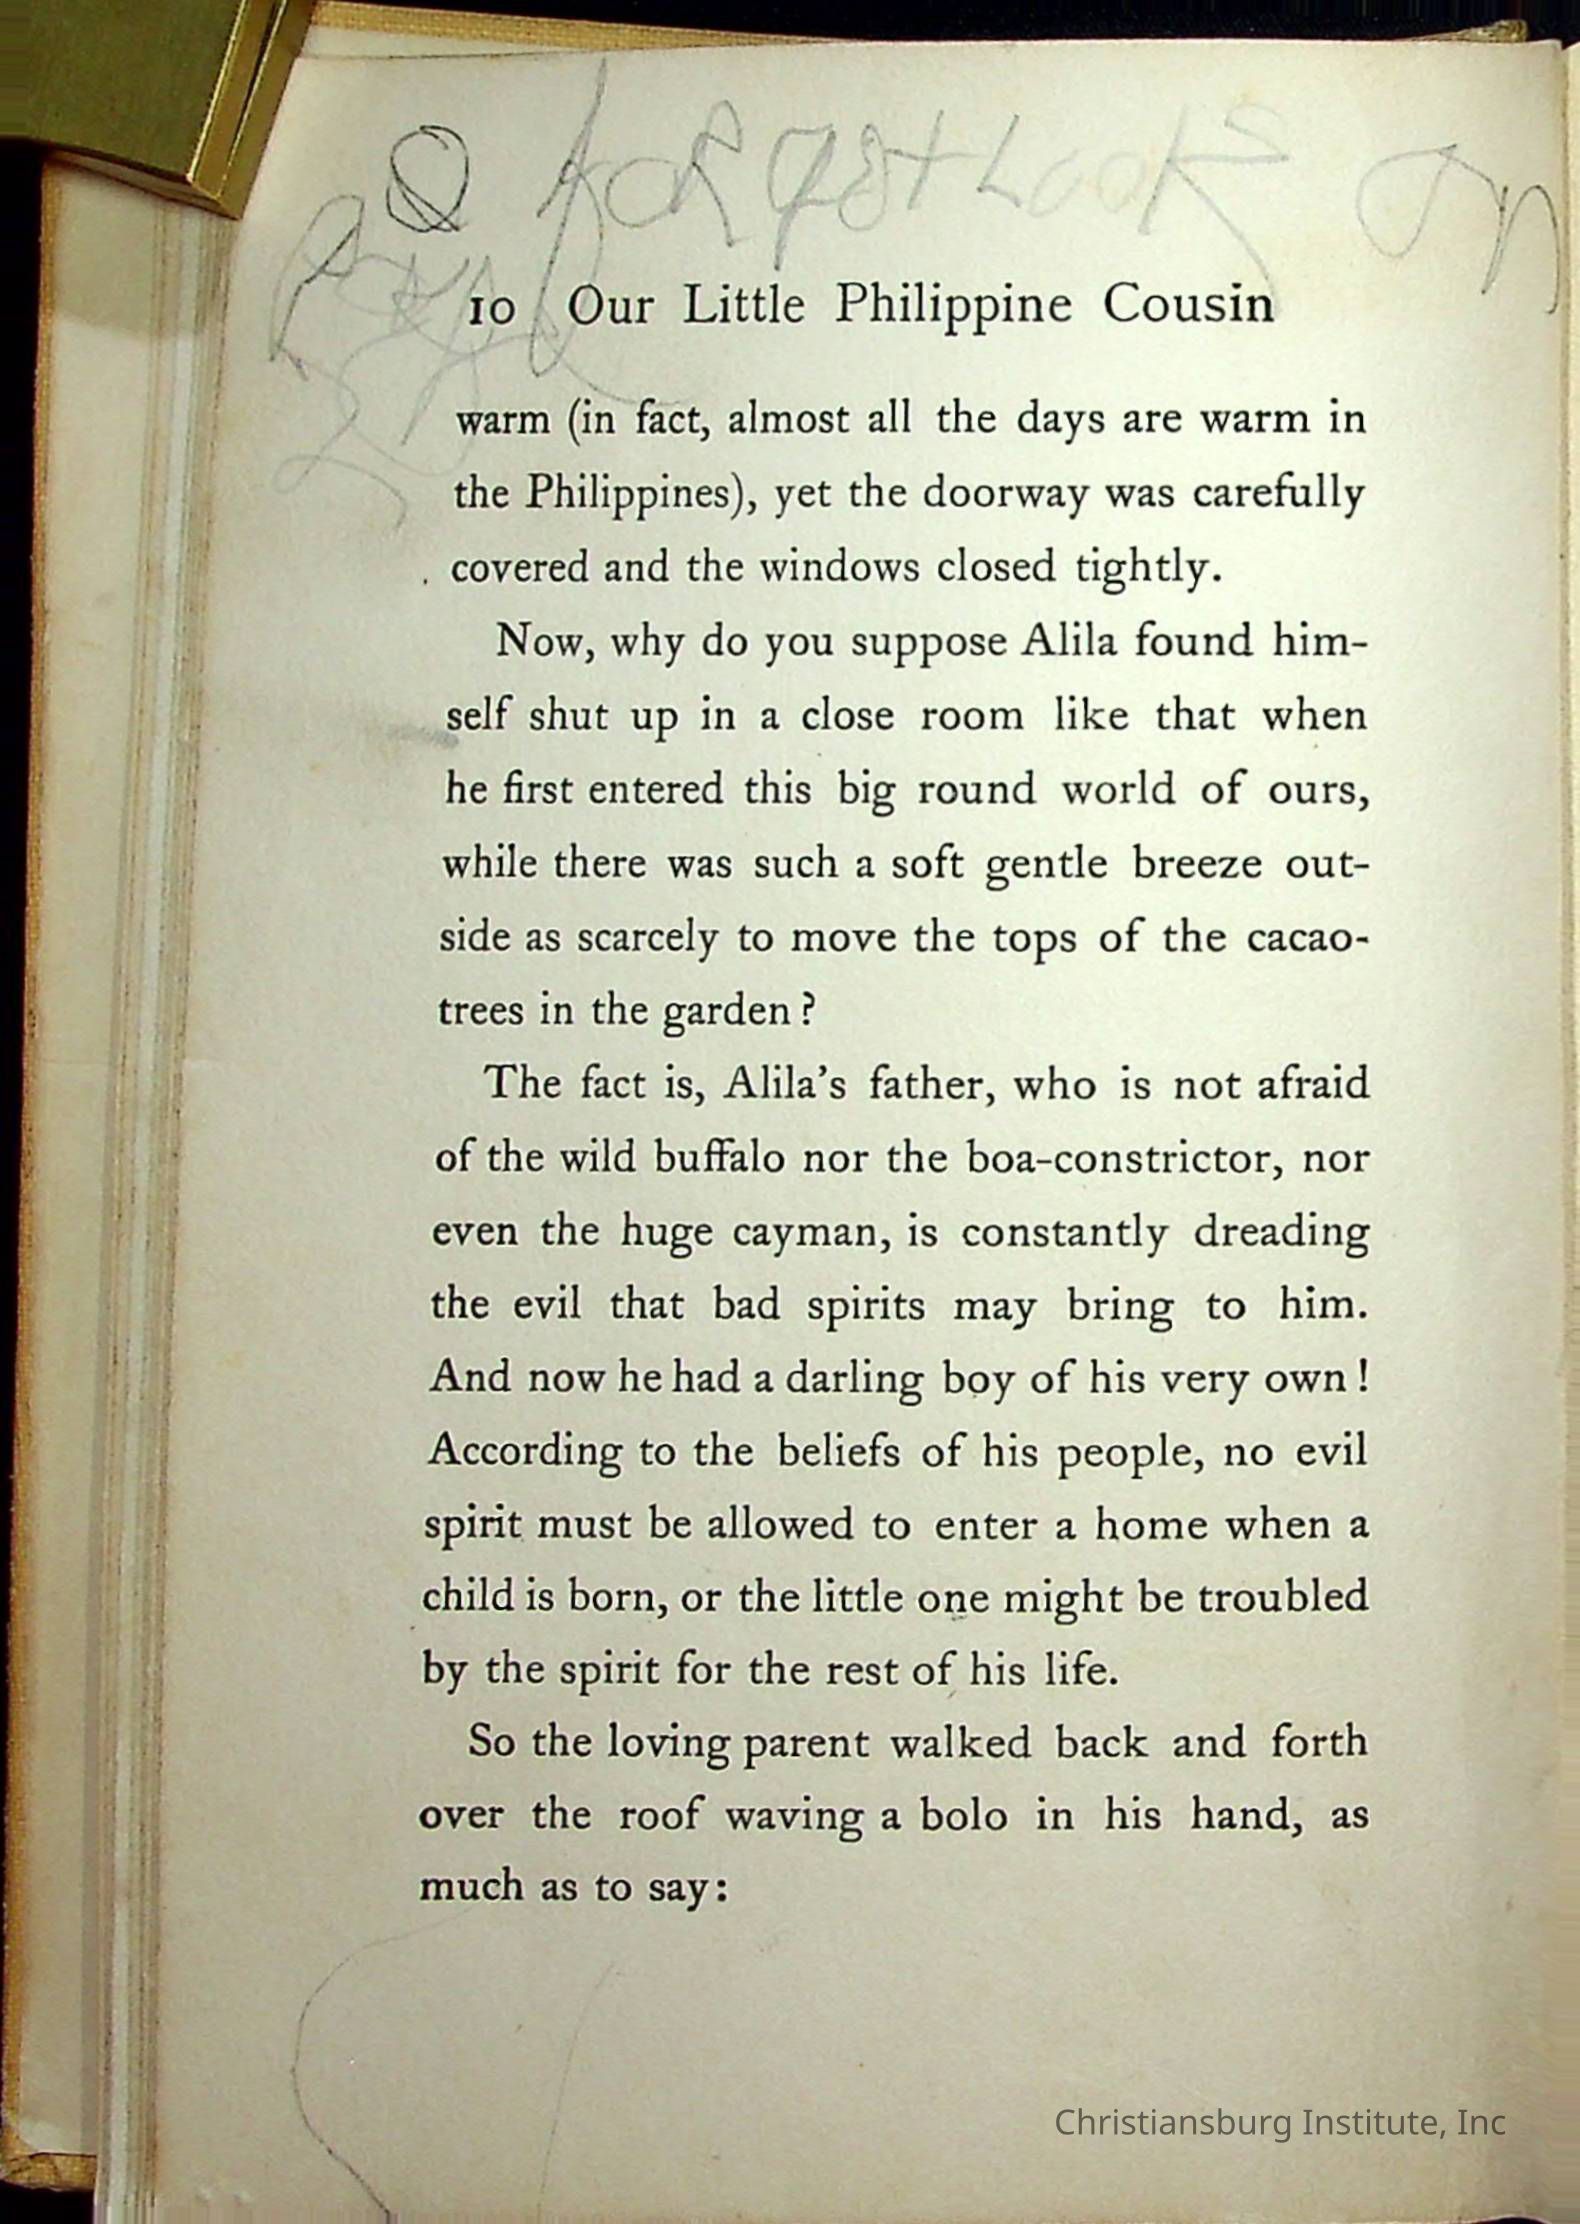 10 Our Little Philippine Cousin
warm (in fact, almost all the days are warm in
the Philippines), yet the doorway was carefully
covered and the windows closed tightly.
Now, why do you suppose Alila found him-
self shut up in a close room like that when
he first entered this big round world of ours,
while there was such a soft gentle breeze out-
side as scarcely to move the tops of the cacao-
trees in the garden?
The fact is, Alila's father, who is not afraid
of the wild buffalo nor the boa-constrictor, nor
even the huge cayman, is constantly dreading
the evil that bad spirits may bring to him.
And now he had a darling boy of his very own!
According to the beliefs of his people, no evil
spirit must be allowed to enter a home when a
child is born, or the little one might be troubled
by the spirit for the rest of his life.
So the loving parent walked back and forth
over the roof waving a bolo in his hand, as
much as to say:
Christiansburg Institute, Inc